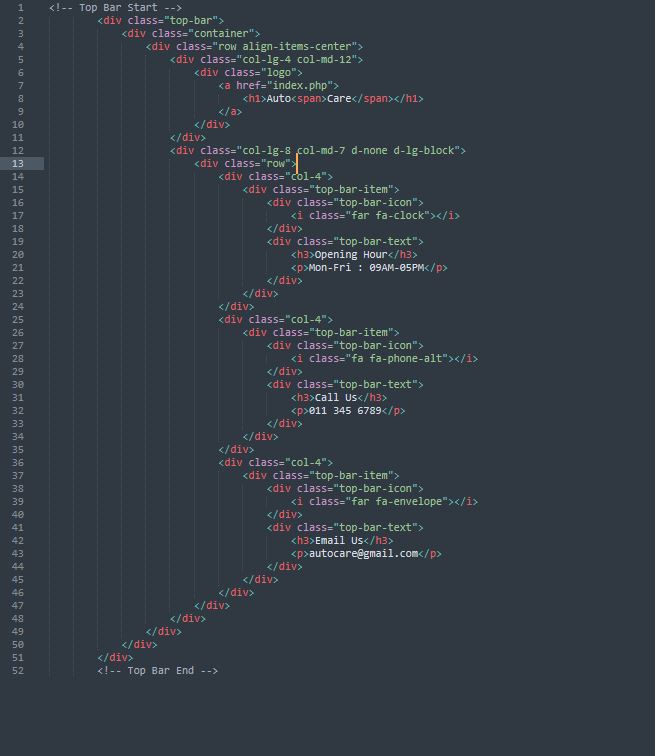 1 <!-- Top Bar Start -->
2 <div class="top-bar">
3 <div class="container">
4 <div class="row align-items-center">
5 <div class="col-lg-4 col-md-12">
6 <div class="logo">
7 <a href="index.php">
8 <h1>Auto<span>Care</span></h1>
9 </a>
10 </div>
11 </div>
12 <div class="col-lg-8 col-md-7 d-none d-lg-block">
13 <div class="row">
14 <div class="col-4">
15 <div class="top-bar-item">
16 <div class="top-bar-icon">
17 <i class="far fa-clock"></i>
18 </div>
19 <div class="top-bar-text">
20 <h3>Opening Hour</h3>
21 <p>Mon-Fri : 09AM-05PM</p>
22 </div>
23 </div>
24 </div>
25 <div class="col-4">
26 <div class="top-bar-item">
27 <div class="top-bar-icon">
28 <i class="fa fa-phone-alt"></i>
29 </div>
30 <div class="top-bar-text">
31 <h3>Call Us</h3>
32 <p>011 345 6789</p>
33 </div>
34 </div>
35 </div>
36 <div class="col-4">
37 <div class="top-bar-item">
38 <div class="top-bar-icon">
39 <i class="far fa-envelope"></i>
40 </div>
41 <div class="top-bar-text">
42 <h3>Email Us</h3>
43 <p>autocare@gmail.com</p>
44 </div>
45 </div>
46 </div>
47 </div>
48 </div>
49 </div>
50 </div>
51 </div>
52 <!-- Top Bar End -->